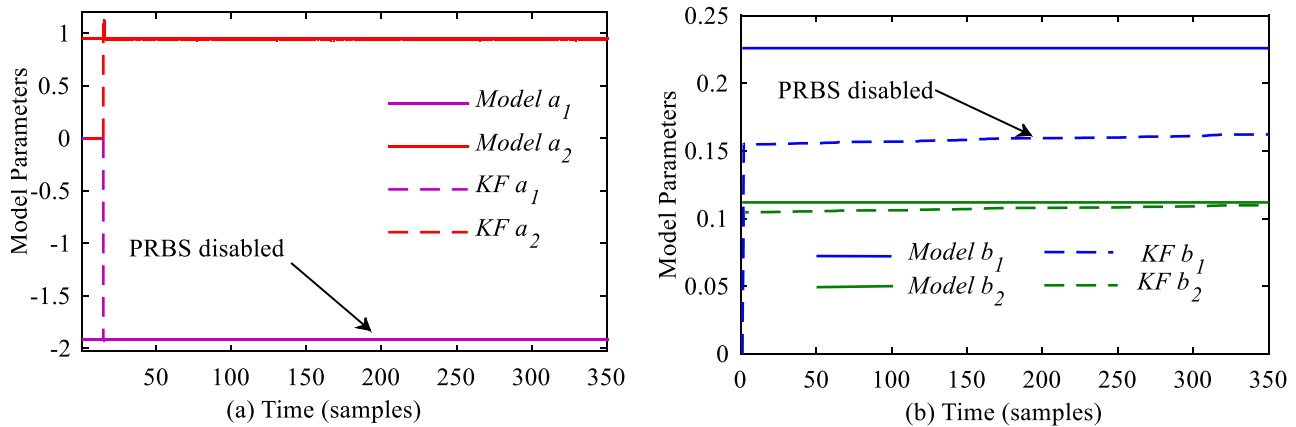 Model Parameters
1
0.5
0
-0.5
-1
-1.5
-2
Model a1
Model a2
KF a1
KF a2
PRBS disabled
50 100 150 200 250 300 350
(a) Time (samples)
Model Parameters
0.25
0.2
0.15
0.1
0.05
0
PRBS disabled
Model b1 KF b1
Model b2 KF b2
0 50 100 150 200 250 300 350
(b) Time (samples)